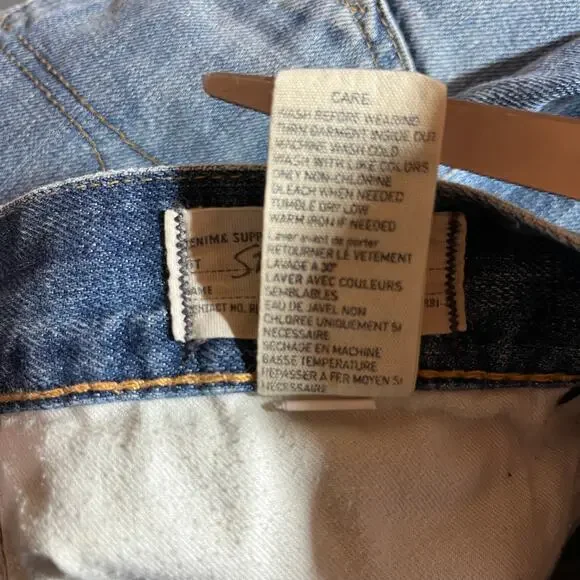 CARE
WASH BEFORE WEARING
TURN GARMENT INSIDE OUT
MACHINE WASH COLD
WASH WITH LIKE COLORS
ONLY NON-CHLORINE
BLEACH WHEN NEEDED
TUMBLE DRY LOW
WARM IRON IF NEEDED
Laver avant de porter
RETOURNER LE VETEMENT
LAVAGE A 30°
LAVER AVEC COULEURS
SEMBLABLES
EAU DE JAVEL NON
CHLOREE UNIQUEMENT SI
NECESSAIRE
SECHAGE EN MACHINE
BASSE TEMPERATURE
REPASSER A FER MOYEN SI
NECESSAIRE
ENIM & SUPP